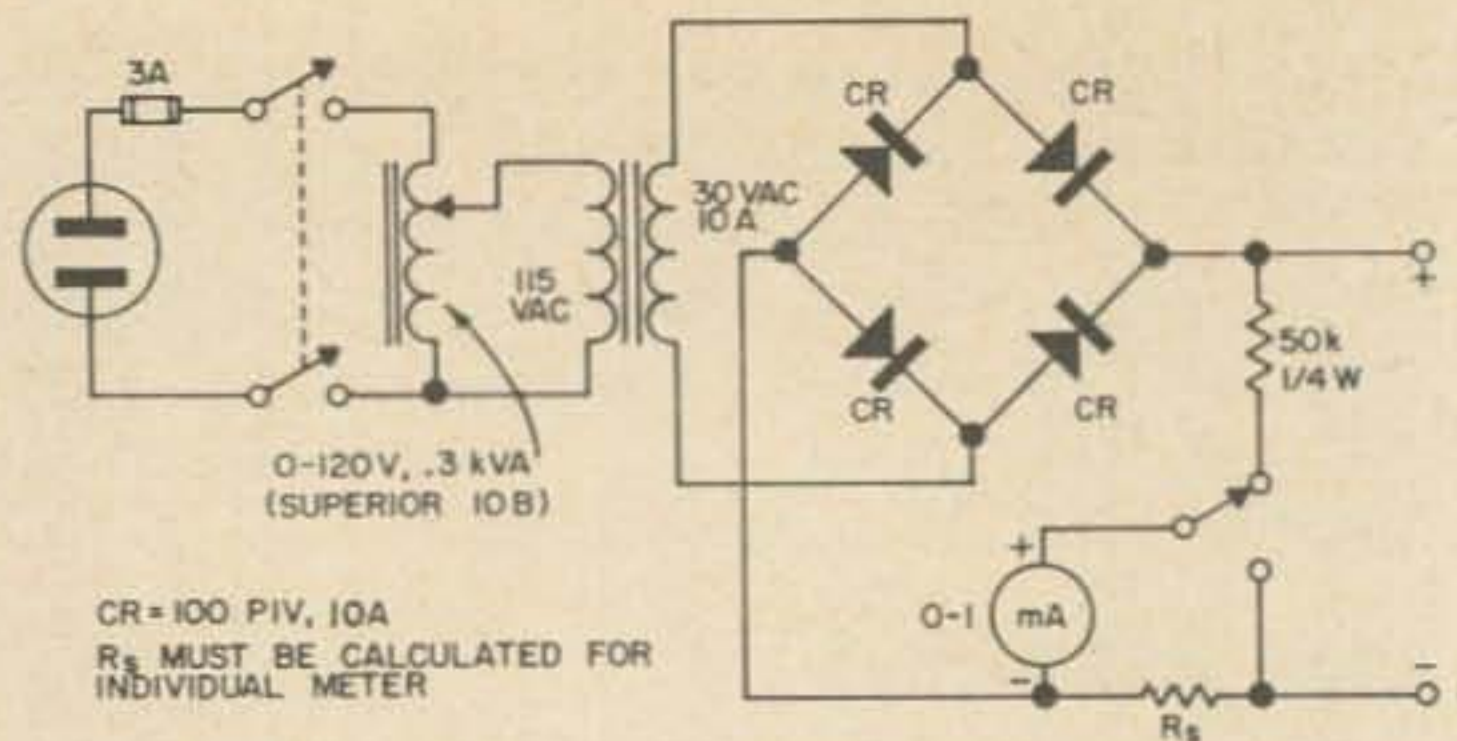 3A
CR
CR
30 VAC
10 A
115
VAC
+
50k
1/4 W
CR
CR
0-120V, .3 kVA
(SUPERIOR 10B)
+
0-1
mA
-
-
CR = 100 PIV, 10A
Rs MUST BE CALCULATED FOR
INDIVIDUAL METER
Rs